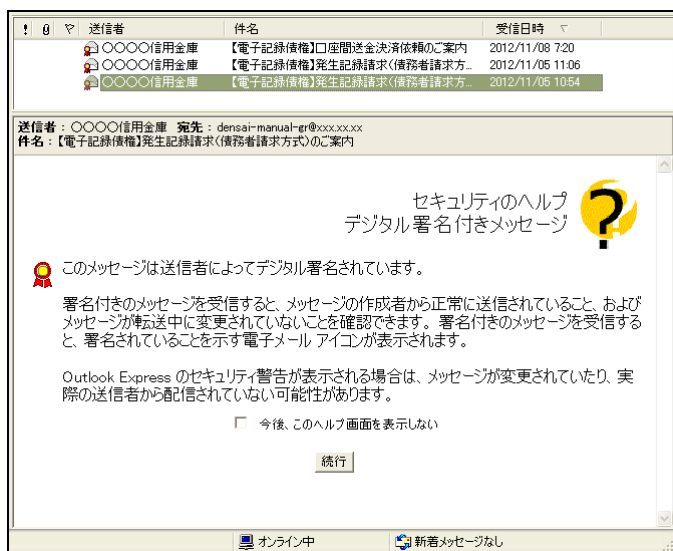 ! 送信者 件名 受信日時
〇〇〇〇信用金庫 【電子記録債権】口座間送金決済依頼のご案内 2012/11/08 7:20
〇〇〇〇信用金庫 【電子記録債権】発生記録請求(債務者請求方... 2012/11/05 11:06
〇〇〇〇信用金庫 【電子記録債権】発生記録請求(債務者請求方... 2012/11/05 10:54
送信者: 〇〇〇〇信用金庫 宛先: densai-manual-gr@xxx.xx.xx
件名:【電子記録債権】発生記録請求(債務者請求方式)のご案内
セキュリティのヘルプ
デジタル署名付きメッセージ
このメッセージは送信者によってデジタル署名されています。
署名付きのメッセージを受信すると、メッセージの作成者から正常に送信されていること、および
メッセージが転送中に変更されていないことを確認できます。署名付きのメッセージを受信する
と、署名されていることを示す電子メール アイコンが表示されます。
Outlook Express のセキュリティ警告が表示される場合は、メッセージが変更されていたり、実
際の送信者から配信されていない可能性があります。
今後、このヘルプ画面を表示しない
続行
オンライン中 新着メッセージなし